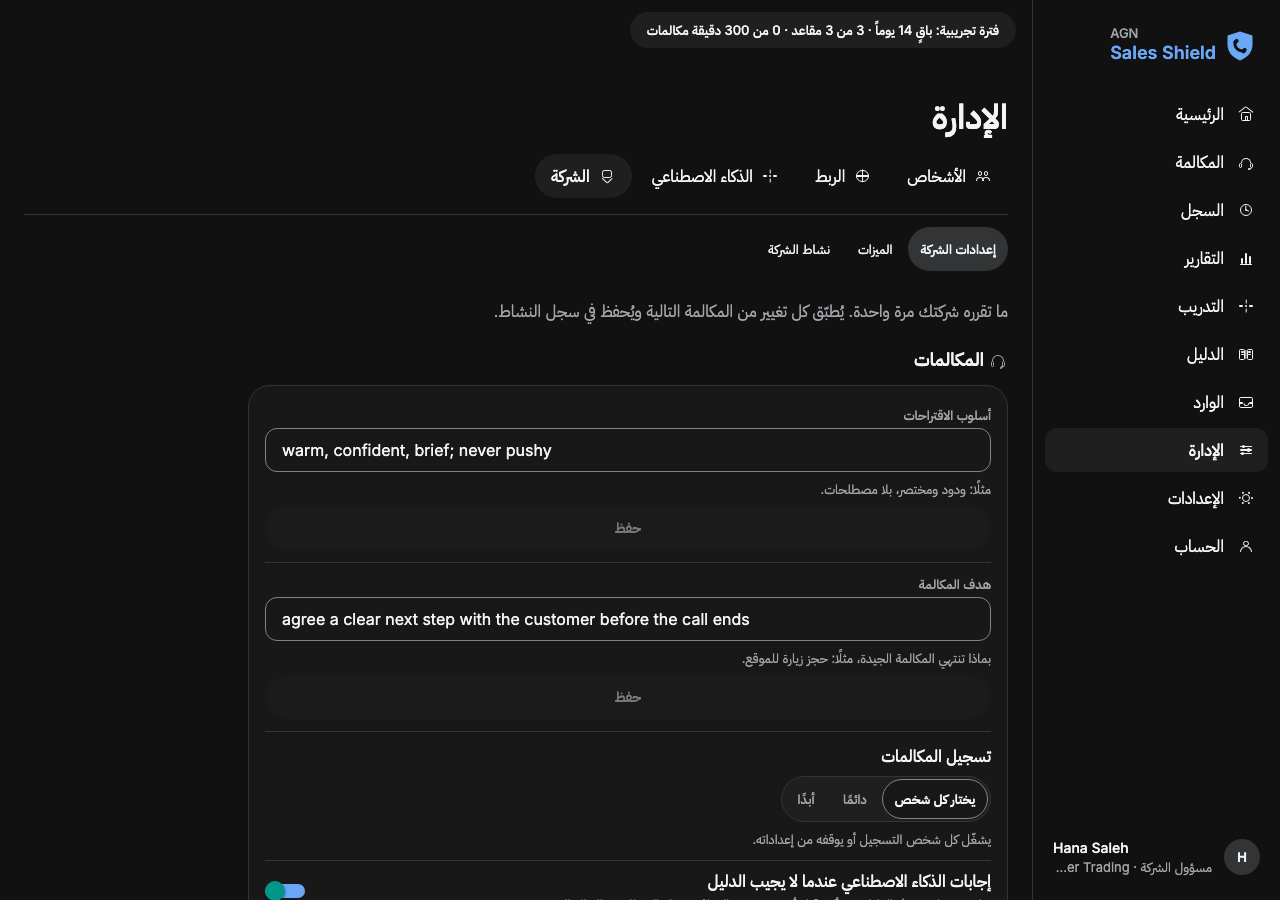 AGN
Sales Shield
الرئيسية
المكالمة
السجل
التقارير
التدريب
الدليل
الوارد
الإدارة
الإعدادات
الحساب
H
Hana Saleh
مسؤول الشركة · er Trading...
فترة تجريبية: باقٍ 14 يوماً · 3 من 3 مقاعد · 0 من 300 دقيقة مكالمات
الإدارة
الأشخاص
الربط
الذكاء الاصطناعي
الشركة
إعدادات الشركة
الميزات
نشاط الشركة
ما تقرره شركتك مرة واحدة. يُطبّق كل تغيير من المكالمة التالية ويُحفظ في سجل النشاط.
المكالمات
أسلوب الاقتراحات
warm, confident, brief; never pushy
مثلًا: ودود ومختصر، بلا مصطلحات.
حفظ
هدف المكالمة
agree a clear next step with the customer before the call ends
بماذا تنتهي المكالمة الجيدة، مثلًا: حجز زيارة للموقع.
حفظ
تسجيل المكالمات
يختار كل شخص
دائمًا
أبدًا
يشغّل كل شخص التسجيل أو يوقفه من إعداداته.
إجابات الذكاء الاصطناعي عندما لا يجيب الدليل